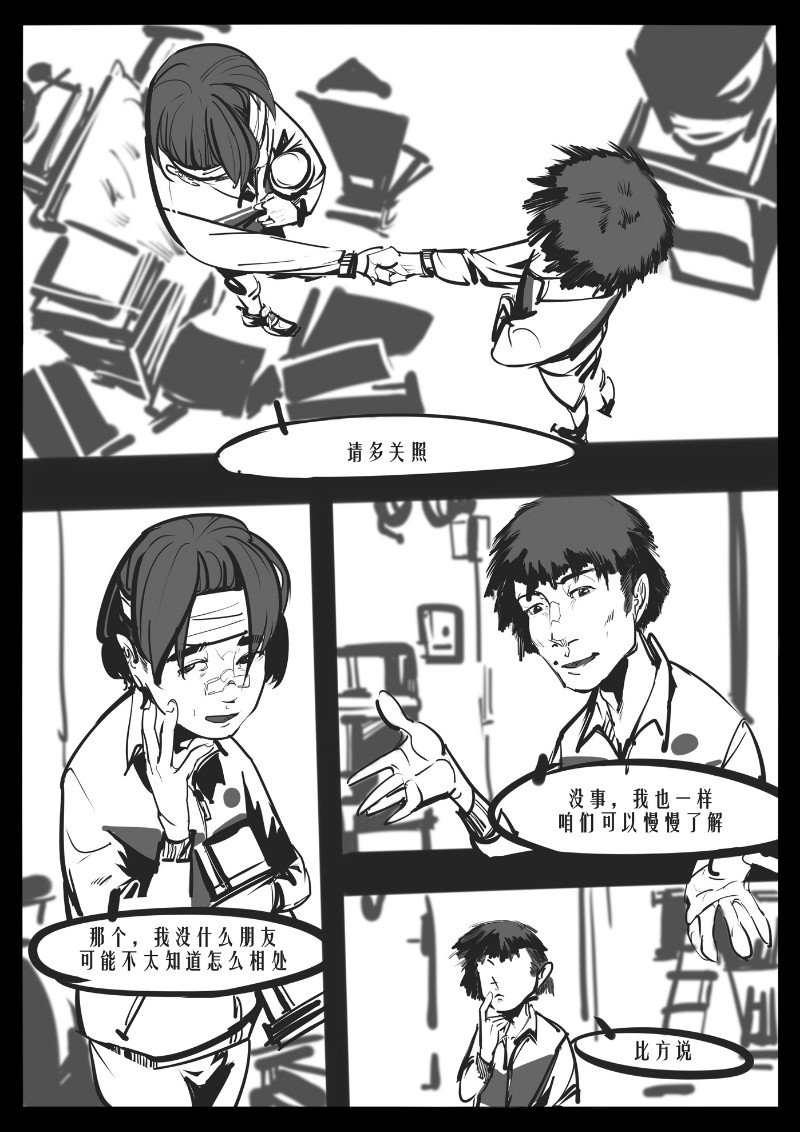 请多关照
那个，我没什么朋友
可能不太知道怎么相处
没事，我也一样
咱们可以慢慢了解
比方说